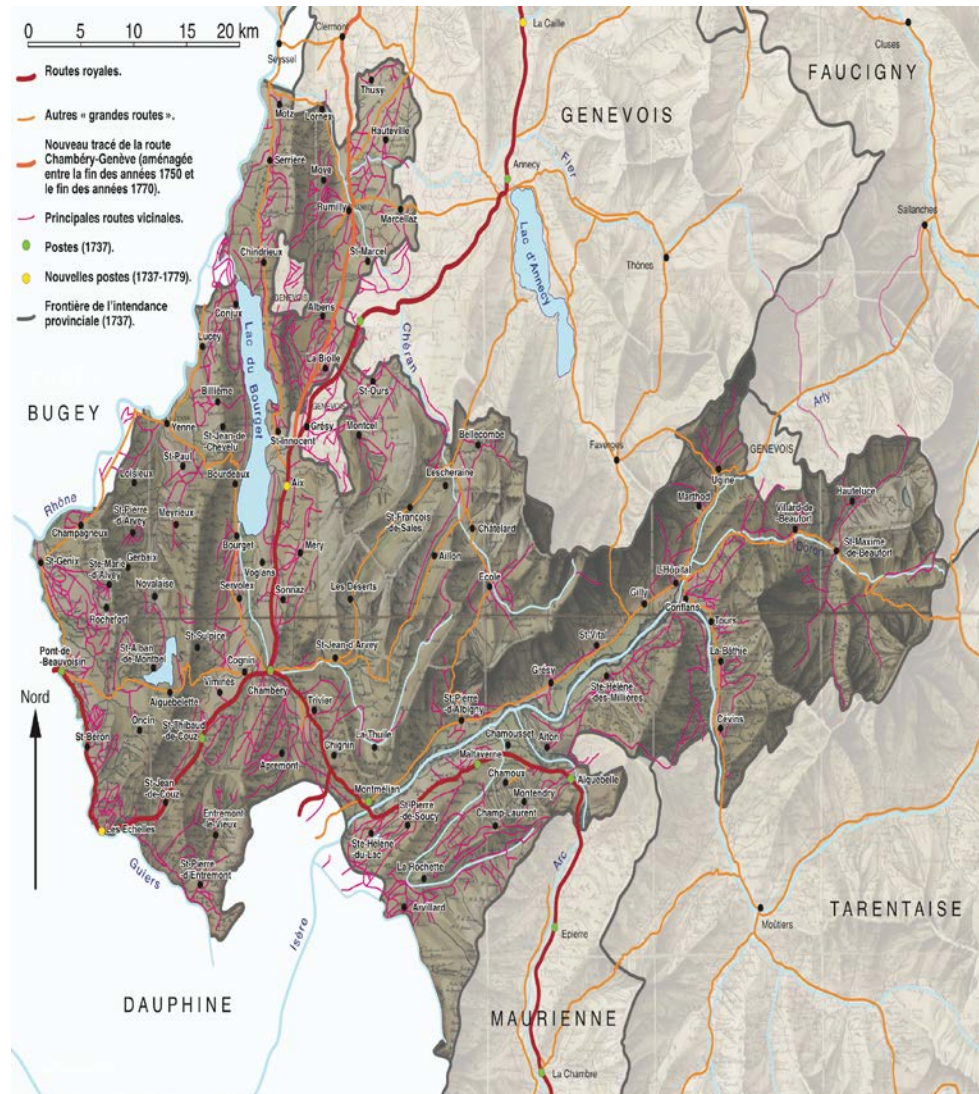 0 5 10 15 20 km
Routes royales.
Autres « grandes routes ».
Nouveau tracé de la route
Chambéry-Genève (aménagée
entre la fin des années 1750 et
le fin des années 1770).
Principales routes vicinales.
Postes (1737).
Nouvelles postes (1737-1779).
Frontière de l'intendance
provinciale (1737).
Clermon
Seyssel
La Caille
Cluses
FAUCIGNY
GENEVOIS
Thusy
Motz
Lornex
Hauteville
Serrière
Moye
Annecy
Fier
Rumilly
Marcellaz
Sallanches
St-Marcel
Lac d'Annecy
Thônes
Chindrieux
GENEVOIS
Conjux
Albens
Lac du Bourget
Chéran
Lucey
La Biolle
St-Ours
Arly
BUGEY
Billième
GENEVOIS
Yenne
St-Jean-de
-Chevelu
St-Innocent
Grésy
Montcel
Bellecombe
Faverges
GENEVOIS
St-Paul
Loisieux
Bourdeaux
Aix
Lescheraine
Ugine
Marthod
Hauteluce
Villard-de
-Beaufort
Rhône
St-Pierre
-d'Arvey
Meyrieux
St-François
de-Sales
Châtelard
Champagneux
Bourget
Méry
Aillon
Doron
St-Maxime
de-Beaufort
St-Genix
Ste-Marie
-d'Alvey
Gerbaix
Voglans
L'Hôpital
Novalaise
Servolex
Sonnaz
Les Déserts
Ecole
Gilly
Conflans
Rochefort
Tours
St-Sulpice
St-Jean-d'Arvey
St-Vital
Pont-de
-Beauvoisin
St-Alban
de-Montbel
Cognin
La-Bâthie
Grésy
Ste-Hélène
des-Millières
Nord
Aiguebelette
Viminès
Chambéry
Trivier
St-Pierre
d'Albigny
Cevins
Oncin
St-Thibaud
-de-Couz
St-Béron
Chignin
La-Thuille
Chamousset
Aiton
Apremont
Maltaverne
Aiguebelle
St-Jean
-de-Couz
Montmélian
Chamoux
Montendry
St-Pierre
-de-Soucy
Entremont
-le-Vieux
Champ-Laurent
Les Echelles
Ste-Hélène
-du-Lac
Guiers
St-Pierre
-d'Entremont
La Rochette
Arc
Arvillard
Isère
Epierre
Moûtiers
TARENTAISE
DAUPHINE
MAURIENNE
La Chambre